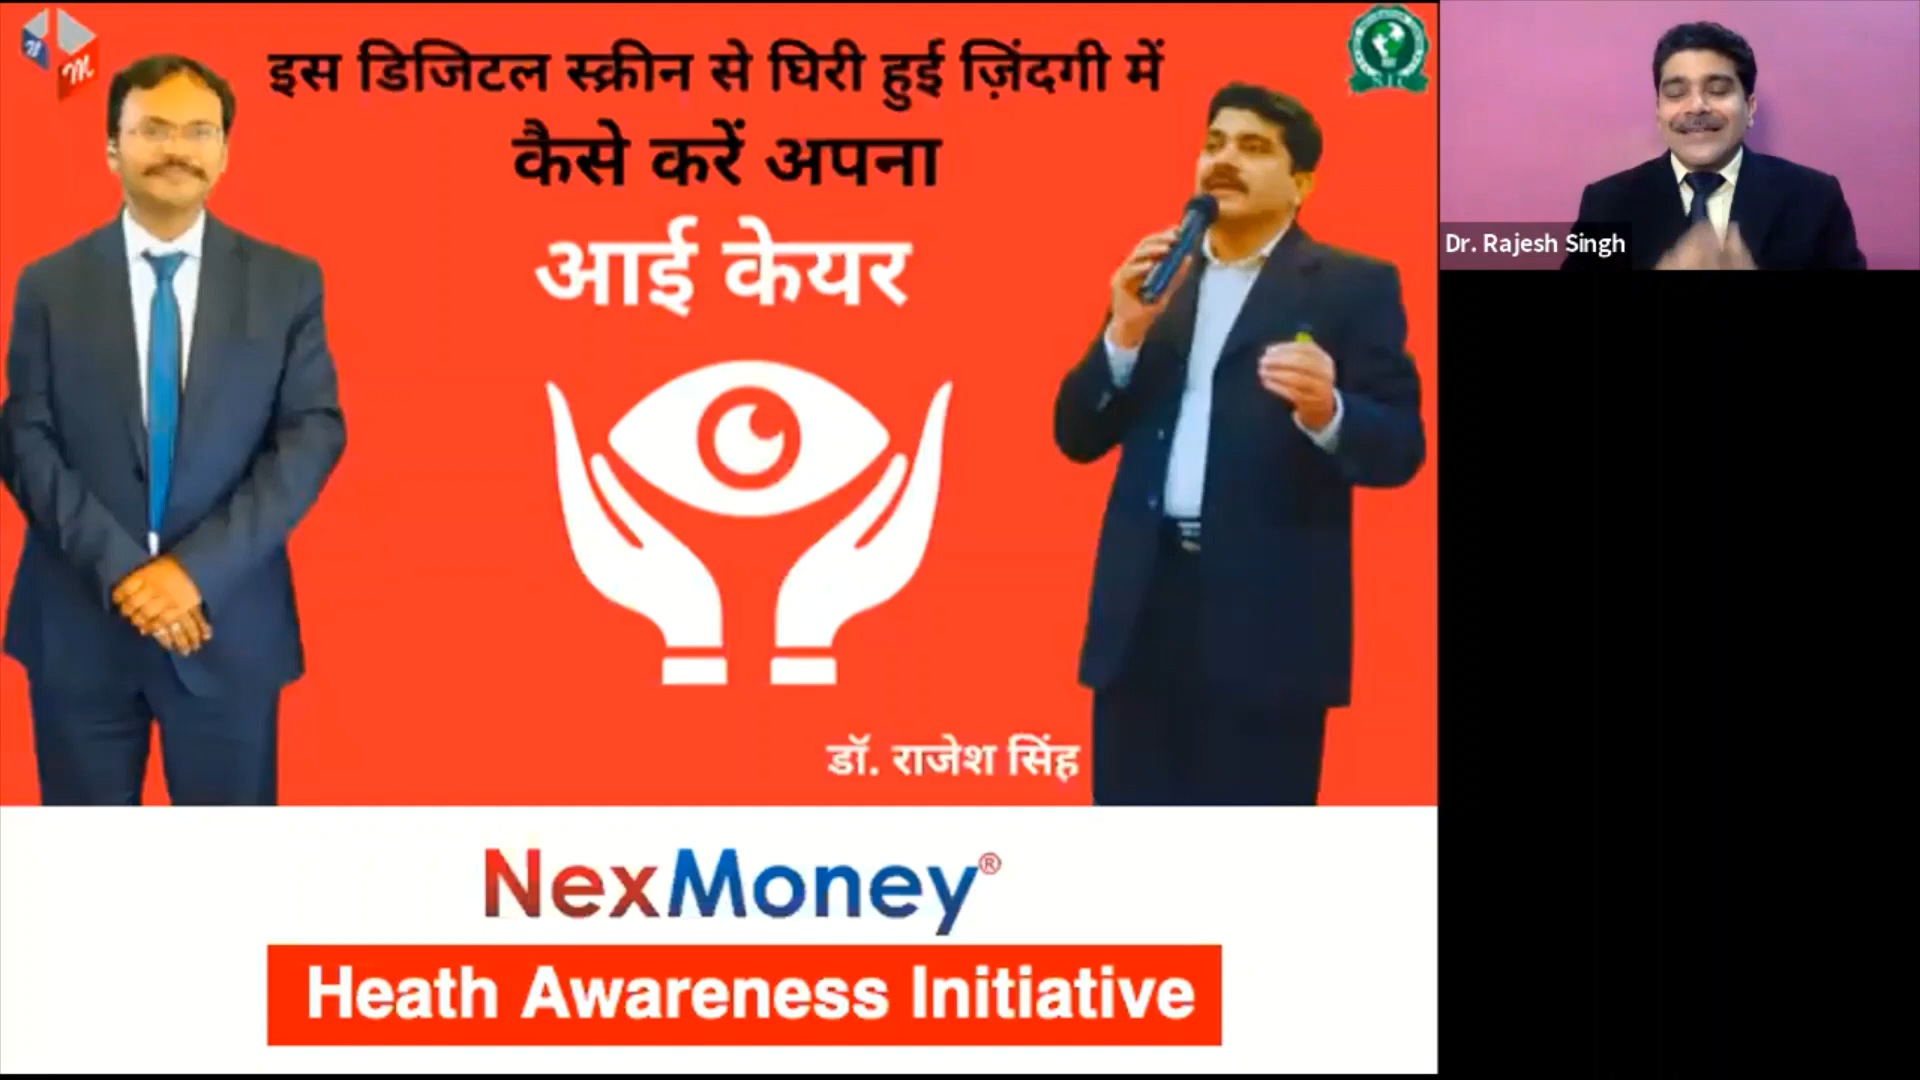 इस डिजिटल स्क्रीन से घिरी हुई ज़िंदगी में
कैसे करें अपना
आई केयर
डॉ. राजेश सिंह
NexMoney®
Heath Awareness Initiative
Dr. Rajesh Singh